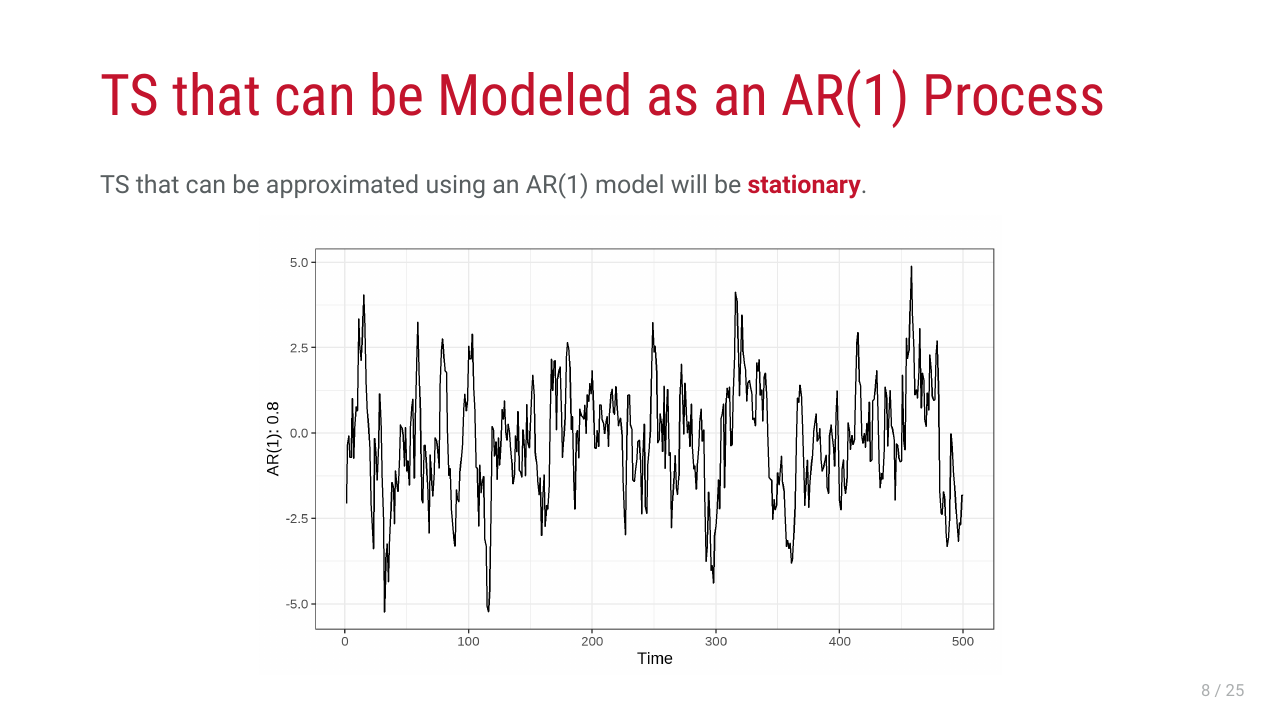 TS that can be Modeled as an AR(1) Process
TS that can be approximated using an AR(1) model will be stationary.
5.0
2.5
0.0
-2.5
-5.0
AR(1): 0.8
0 100 200 300 400 500
Time
8 / 25